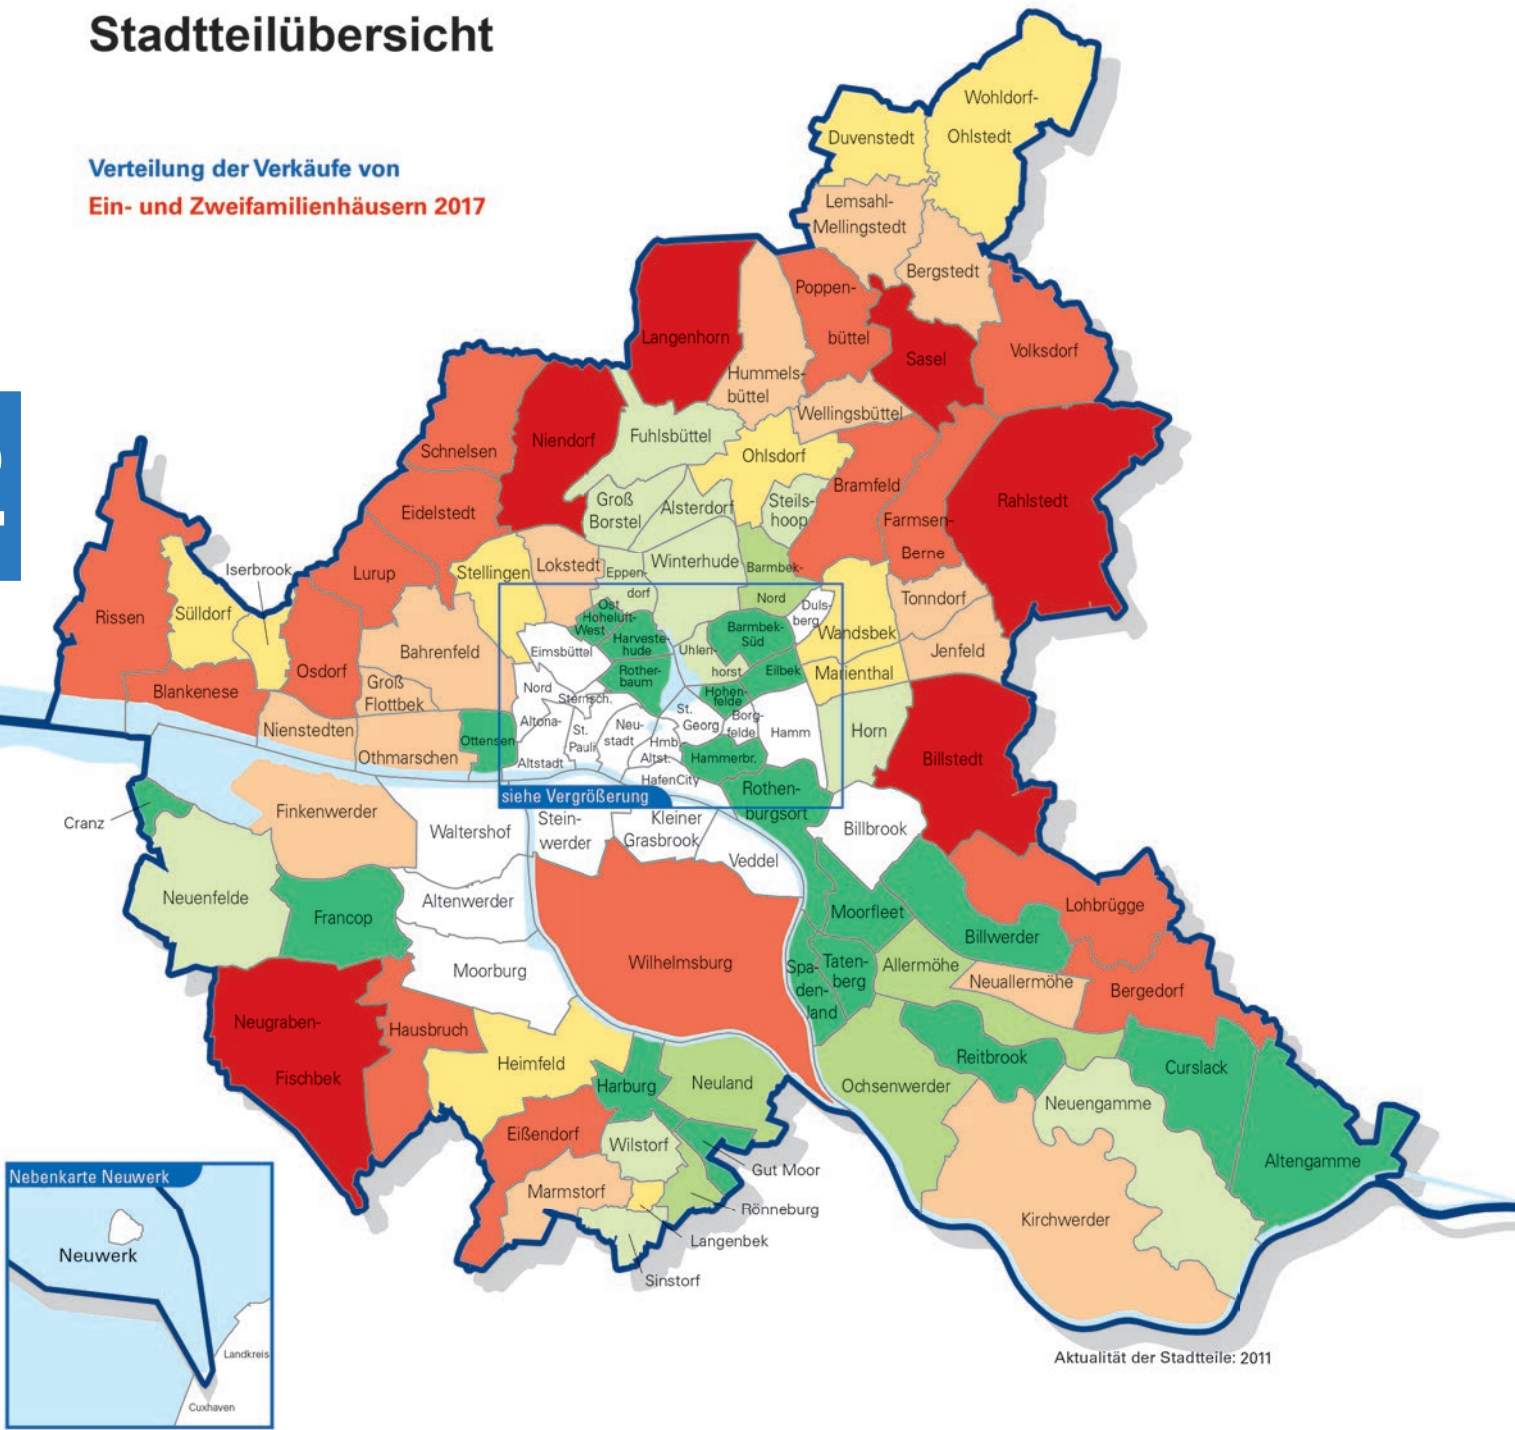 Stadtteilübersicht
Verteilung der Verkäufe von
Ein- und Zweifamilienhäusern 2017
Wohldorf-
Ohlstedt
Duvenstedt
Lemsahl-
Mellingstedt
Bergstedt
Poppen-
büttel
Langenhorn
Sasel
Volksdorf
Hummels-
büttel
Wellingsbüttel
Schnelsen
Niendorf
Fuhlsbüttel
Ohlsdorf
Bramfeld
Rahlstedt
Eidelstedt
Groß
Borstel
Alsterdorf
Steils-
hoop
Farmsen-
Berne
Iserbrook
Lurup
Stellingen
Lokstedt
Eppen-
dorf
Winterhude
Barmbek-
Nord
Tonndorf
Rissen
Sülldorf
Ost
Hoheluft-
West
Duls-
berg
Wandsbek
Bahrenfeld
Eimsbüttel
Harveste-
hude
Uhlen-
horst
Barmbek-
Süd
Jenfeld
Osdorf
Rother-
baum
Eilbek
Marienthal
Blankenese
Groß
Flottbek
Nord
Sternsch.
Hohen-
felde
Nienstedten
Othmarschen
Ottensen
Altona-
Altstadt
St.
Pauli
Neu-
stadt
St.
Georg
Borg-
felde
Hamm
Horn
Hmb.
Altst.
Hammerbr.
Billstedt
HafenCity
siehe Vergrößerung
Rothen-
burgsort
Cranz
Finkenwerder
Waltershof
Stein-
werder
Kleiner
Grasbrook
Billbrook
Veddel
Neuenfelde
Francop
Altenwerder
Moorfleet
Lohbrügge
Billwerder
Moorburg
Wilhelmsburg
Spa-
den-
land
Taten-
berg
Allermöhe
Neuallermöhe
Bergedorf
Neugraben-
Fischbek
Hausbruch
Heimfeld
Harburg
Neuland
Ochsenwerder
Reitbrook
Curslack
Neuengamme
Eißendorf
Wilstorf
Gut Moor
Altengamme
Marmstorf
Rönneburg
Kirchwerder
Langenbek
Sinstorf
Nebenkarte Neuwerk
Neuwerk
Landkreis
Cuxhaven
Aktualität der Stadtteile: 2011